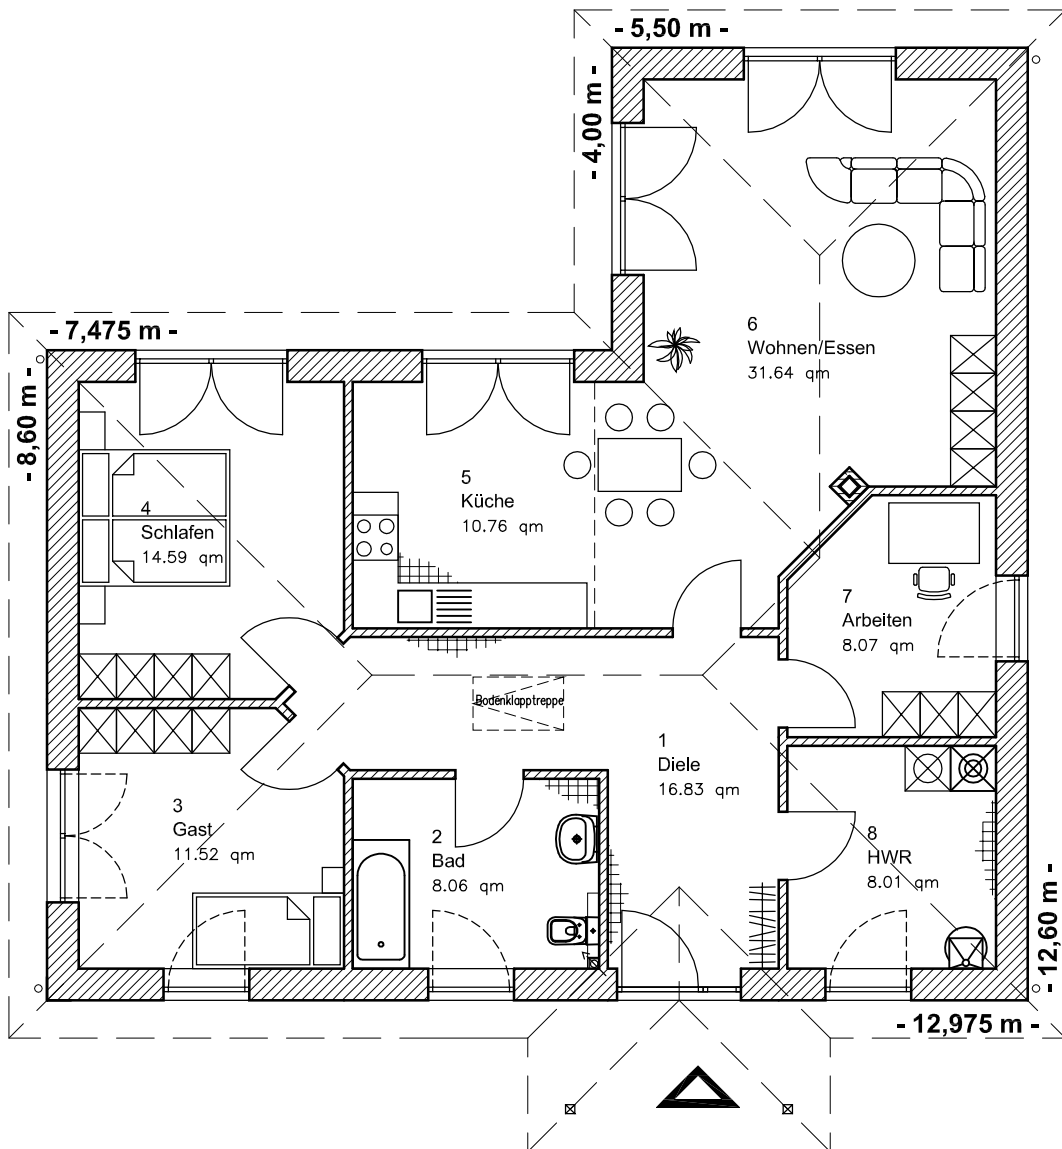 - 5,50 m -
- 4,00 m -
- 7,475 m -
- 8,60 m -
6
Wohnen/Essen
31.64 qm
5
Küche
10.76 qm
4
Schlafen
14.59 qm
7
Arbeiten
8.07 qm
Bodenklapptreppe
1
Diele
16.83 qm
3
Gast
11.52 qm
2
Bad
8.06 qm
8
HWR
8.01 qm
- 12,60 m -
- 12,975 m -